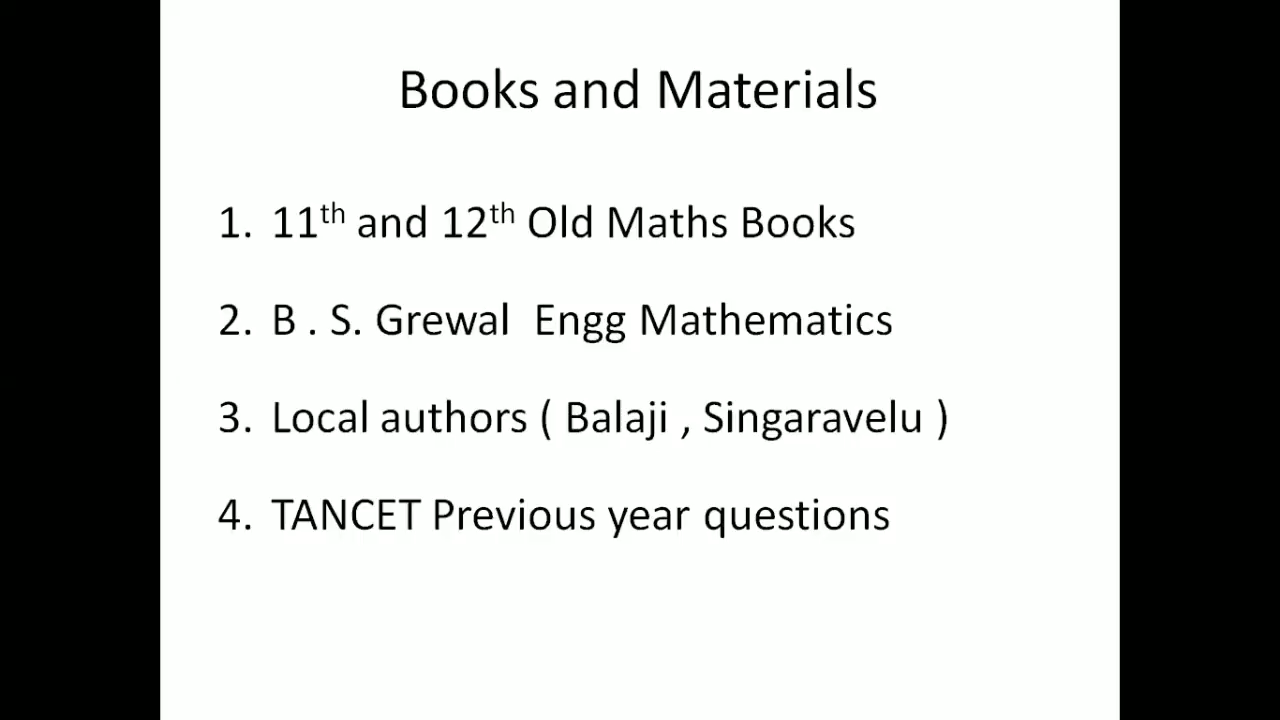 Books and Materials
1. 11th and 12th Old Maths Books
2. B . S. Grewal  Engg Mathematics
3. Local authors ( Balaji , Singaravelu )
4. TANCET Previous year questions